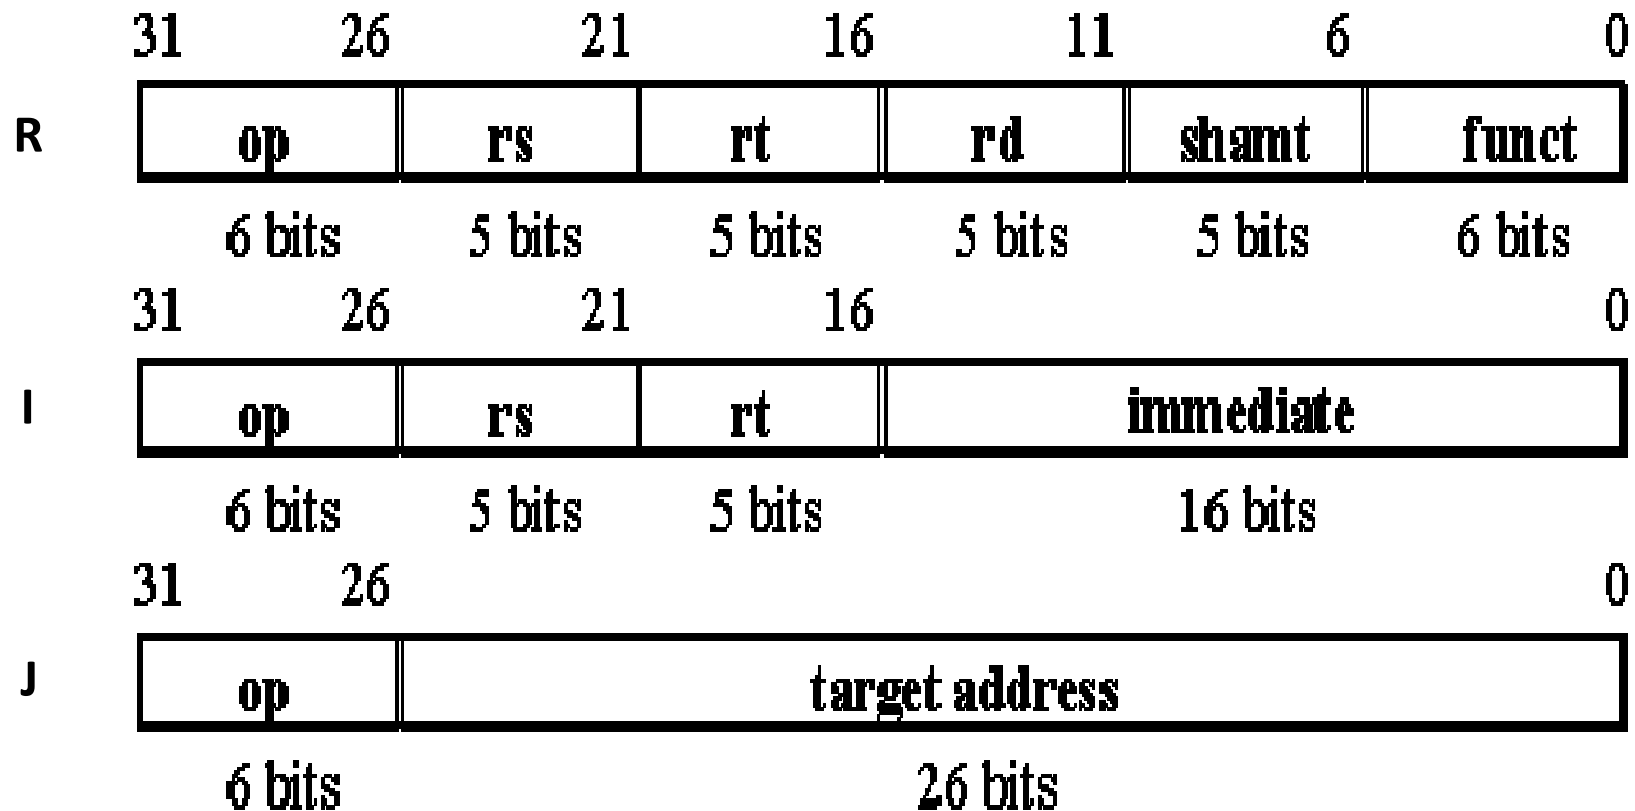 31 26 21 16 11 6 0
R op rs rt rd shamt funct
6 bits 5 bits 5 bits 5 bits 5 bits 6 bits
31 26 21 16 0
I op rs rt immediate
6 bits 5 bits 5 bits 16 bits
31 26 0
J op target address
6 bits 26 bits